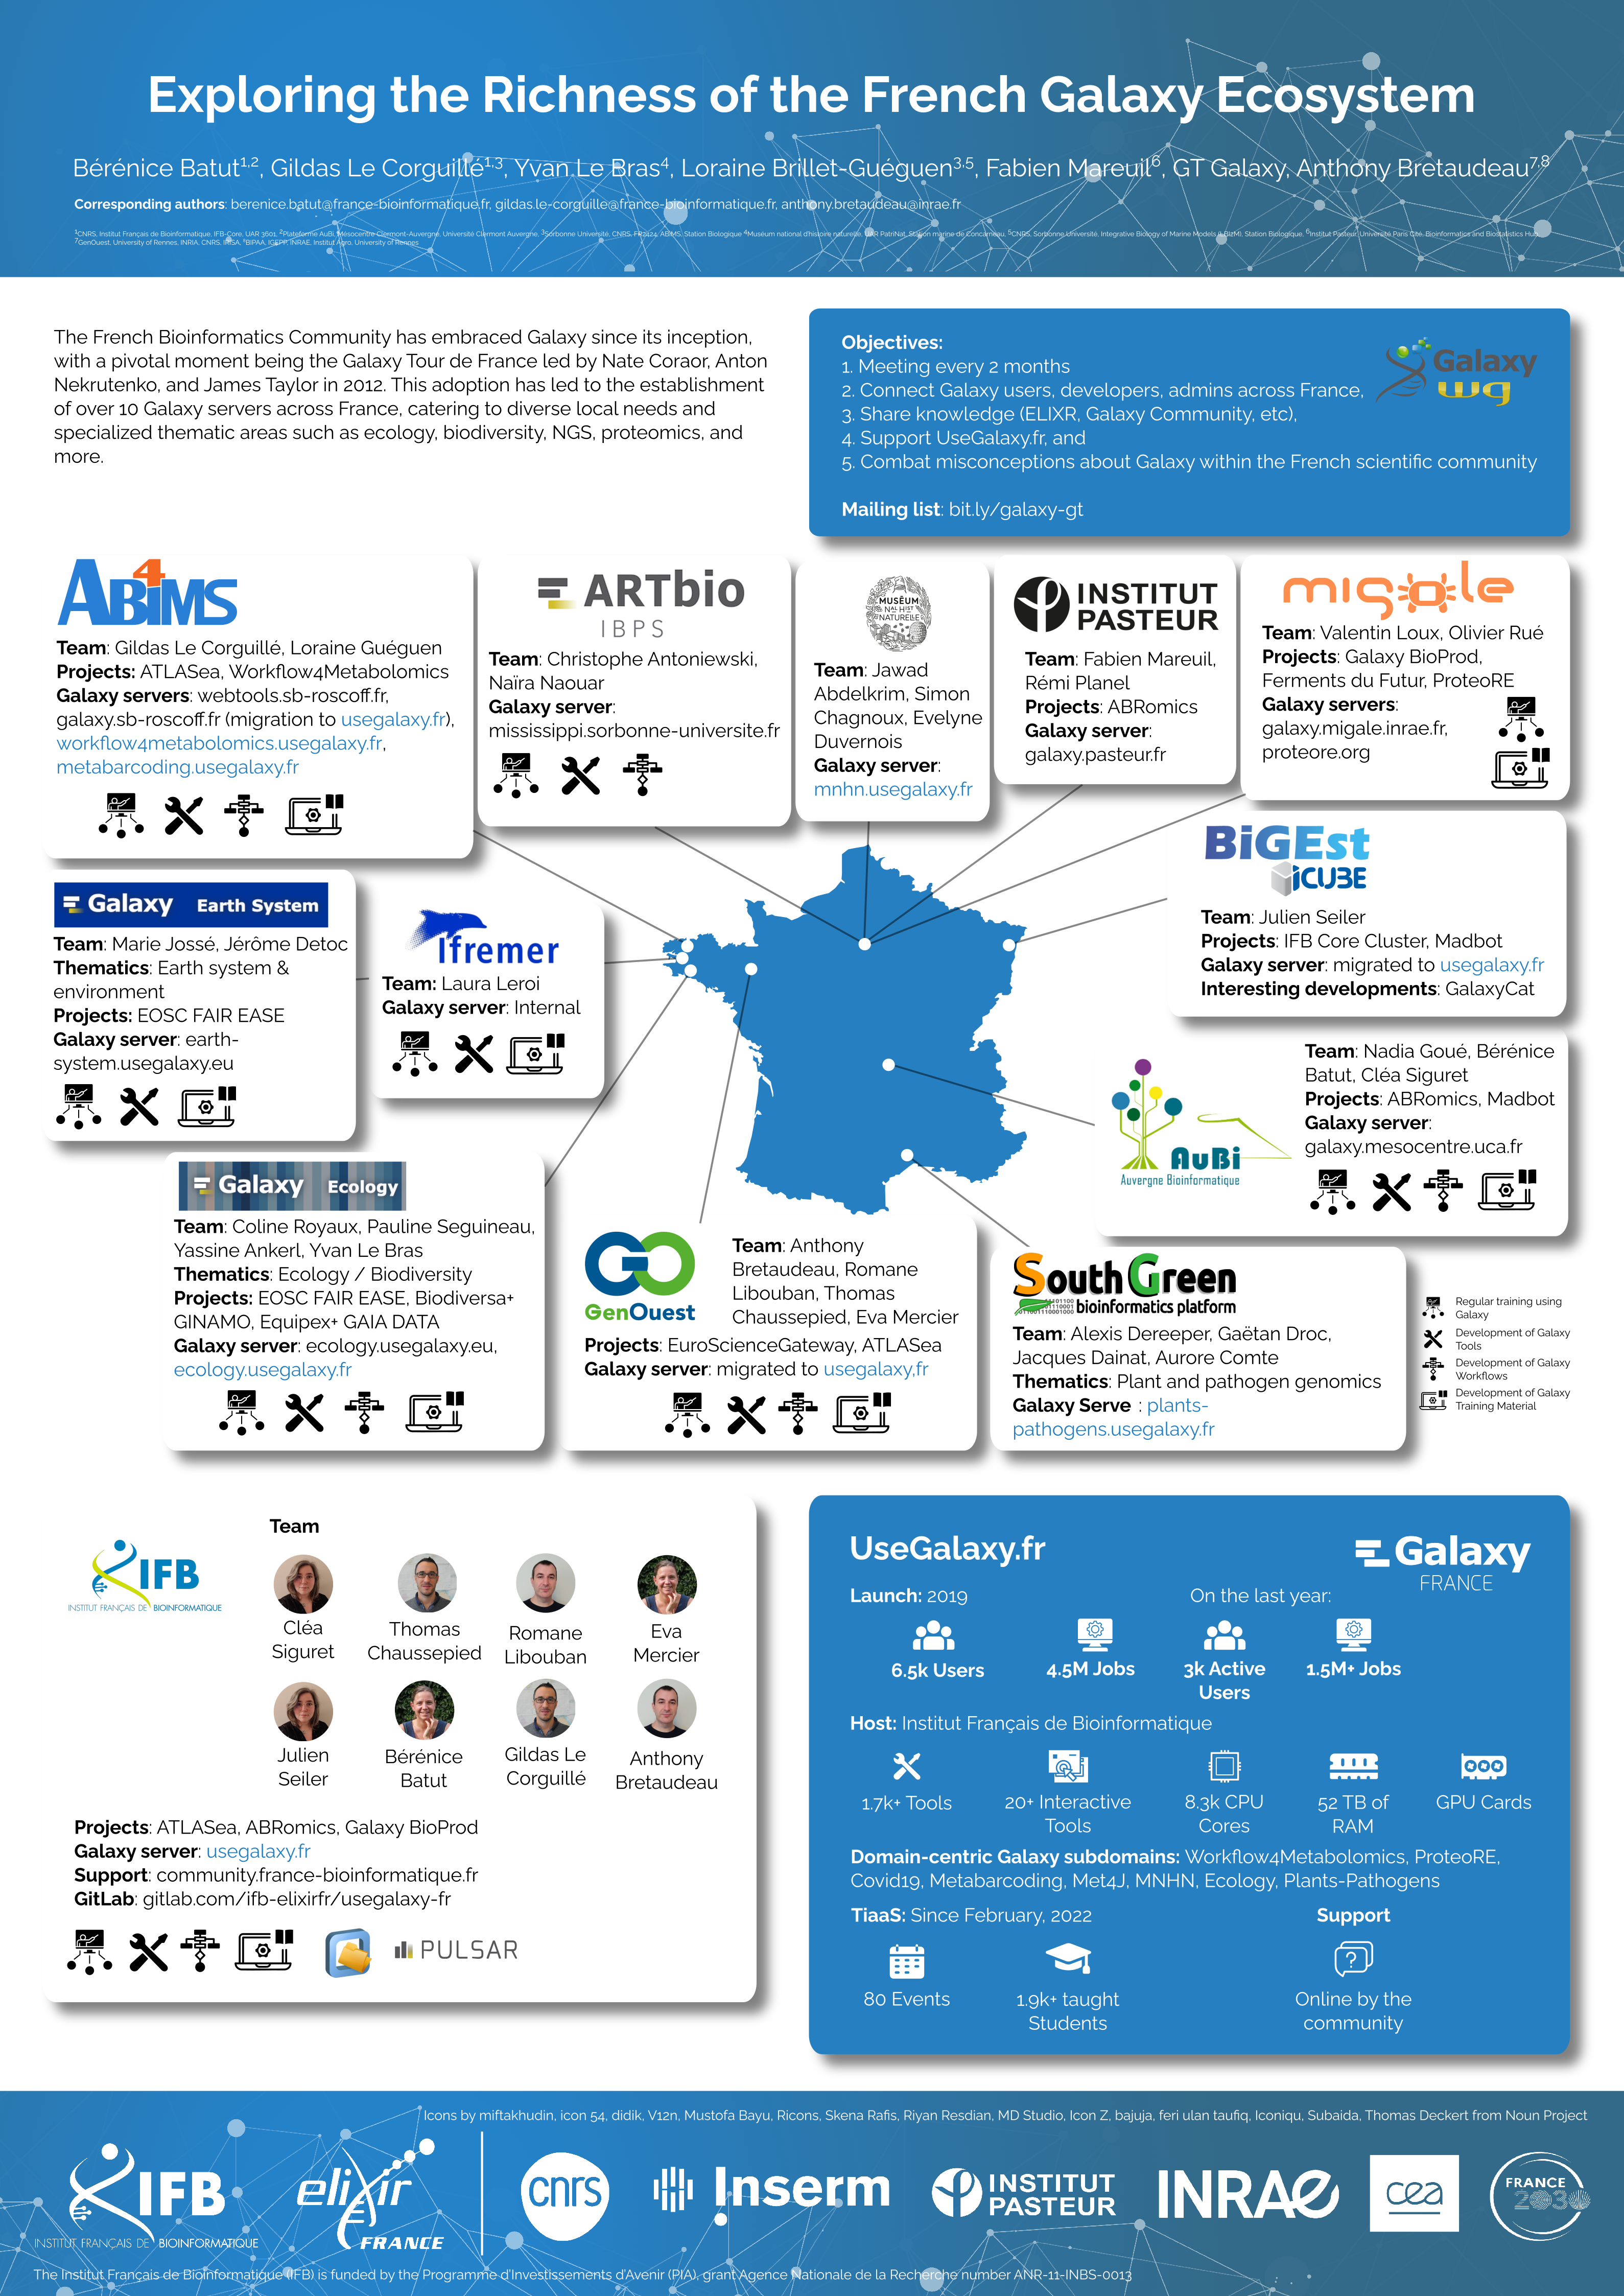 Exploring the Richness of the French Galaxy Ecosystem
Bérénice Batut1,2, Gildas Le Corguillé1,3, Yvan Le Bras4, Loraine Brillet-Guéguen3,5, Fabien Mareuil6, GT Galaxy, Anthony Bretaudeau7,8
Corresponding authors: berenice.batut@france-bioinformatique.fr, gildas.le-corguille@france-bioinformatique.fr, anthony.bretaudeau@inrae.fr
1CNRS, Institut Français de Bioinformatique, IFB-Core, UAR 3601, 2Plateforme AuBi, Mésocentre Clermont-Auvergne, Université Clermont Auvergne, 3Sorbonne Université, CNRS, FR2424, ABiMS, Station Biologique 4Muséum national d'histoire naturelle, UAR PatriNat, Station marine de Concarneau, 5CNRS, Sorbonne Université, Integrative Biology of Marine Models (LBI2M), Station Biologique, 6Institut Pasteur, Université Paris Cité, Bioinformatics and Biostatistics Hub,
7GenOuest, University of Rennes, INRIA, CNRS, IRISA, 8BIPAA, IGEPP, INRAE, Institut Agro, University of Rennes
The French Bioinformatics Community has embraced Galaxy since its inception,
with a pivotal moment being the Galaxy Tour de France led by Nate Coraor, Anton
Nekrutenko, and James Taylor in 2012. This adoption has led to the establishment
of over 10 Galaxy servers across France, catering to diverse local needs and
specialized thematic areas such as ecology, biodiversity, NGS, proteomics, and
more.
Objectives:
1. Meeting every 2 months
2. Connect Galaxy users, developers, admins across France,
3. Share knowledge (ELIXR, Galaxy Community, etc),
4. Support UseGalaxy.fr, and
5. Combat misconceptions about Galaxy within the French scientific community
Mailing list: bit.ly/galaxy-gt
Galaxy
wg
AB4iMS
Team: Gildas Le Corguillé, Loraine Guéguen
Projects: ATLASea, Workflow4Metabolomics
Galaxy servers: webtools.sb-roscoff.fr,
galaxy.sb-roscoff.fr (migration to usegalaxy.fr),
workflow4metabolomics.usegalaxy.fr,
metabarcoding.usegalaxy.fr
ARTbio
IBPS
Team: Christophe Antoniewski,
Naïra Naouar
Galaxy server:
mississippi.sorbonne-universite.fr
MUSÉUM
NAL HIST
NATURELLE
Team: Jawad
Abdelkrim, Simon
Chagnoux, Evelyne
Duvernois
Galaxy server:
mnhn.usegalaxy.fr
INSTITUT
PASTEUR
Team: Fabien Mareuil,
Rémi Planel
Projects: ABRomics
Galaxy server:
galaxy.pasteur.fr
migale
Team: Valentin Loux, Olivier Rué
Projects: Galaxy BioProd,
Ferments du Futur, ProteoRE
Galaxy servers:
galaxy.migale.inrae.fr,
proteore.org
BiGEst
iCUBE
Team: Julien Seiler
Projects: IFB Core Cluster, Madbot
Galaxy server: migrated to usegalaxy.fr
Interesting developments: GalaxyCat
Galaxy Earth System
Team: Marie Jossé, Jérôme Detoc
Thematics: Earth system &
environment
Projects: EOSC FAIR EASE
Galaxy server: earth-
system.usegalaxy.eu
Ifremer
Team: Laura Leroi
Galaxy server: Internal
AuBi
Auvergne Bioinformatique
Team: Nadia Goué, Bérénice
Batut, Cléa Siguret
Projects: ABRomics, Madbot
Galaxy server:
galaxy.mesocentre.uca.fr
Galaxy Ecology
Team: Coline Royaux, Pauline Seguineau,
Yassine Ankerl, Yvan Le Bras
Thematics: Ecology / Biodiversity
Projects: EOSC FAIR EASE, Biodiversa+
GINAMO, Equipex+ GAIA DATA
Galaxy server: ecology.usegalaxy.eu,
ecology.usegalaxy.fr
GO
GenOuest
Team: Anthony
Bretaudeau, Romane
Libouban, Thomas
Chaussepied, Eva Mercier
Projects: EuroScienceGateway, ATLASea
Galaxy server: migrated to usegalaxy,fr
South Green
bioinformatics platform
Team: Alexis Dereeper, Gaëtan Droc,
Jacques Dainat, Aurore Comte
Thematics: Plant and pathogen genomics
Galaxy Serve : plants-
pathogens.usegalaxy.fr
Regular training using
Galaxy
Development of Galaxy
Tools
Development of Galaxy
Workflows
Development of Galaxy
Training Material
IFB
INSTITUT FRANÇAIS DE BIOINFORMATIQUE
Team
Cléa
Siguret
Thomas
Chaussepied
Romane
Libouban
Eva
Mercier
Julien
Seiler
Bérénice
Batut
Gildas Le
Corguillé
Anthony
Bretaudeau
Projects: ATLASea, ABRomics, Galaxy BioProd
Galaxy server: usegalaxy.fr
Support: community.france-bioinformatique.fr
GitLab: gitlab.com/ifb-elixirfr/usegalaxy-fr
PULSAR
UseGalaxy.fr
Galaxy
FRANCE
Launch: 2019
On the last year:
6.5k Users
4.5M Jobs
3k Active
Users
1.5M+ Jobs
Host: Institut Français de Bioinformatique
1.7k+ Tools
20+ Interactive
Tools
8.3k CPU
Cores
52 TB of
RAM
GPU Cards
Domain-centric Galaxy subdomains: Workflow4Metabolomics, ProteoRE,
Covid19, Metabarcoding, Met4J, MNHN, Ecology, Plants-Pathogens
TiaaS: Since February, 2022
Support
80 Events
1.9k+ taught
Students
Online by the
community
Icons by miftakhudin, icon 54, didik, V12n, Mustofa Bayu, Ricons, Skena Rafis, Riyan Resdian, MD Studio, Icon Z, bajuja, feri ulan taufiq, Iconiqu, Subaida, Thomas Deckert from Noun Project
IFB
INSTITUT FRANÇAIS DE BIOINFORMATIQUE
elixir
FRANCE
cnrs
Inserm
INSTITUT
PASTEUR
INRAE
cea
FRANCE
2030
The Institut Français de Bioinformatique (IFB) is funded by the Programme d'Investissements d'Avenir (PIA), grant Agence Nationale de la Recherche number ANR-11-INBS-0013